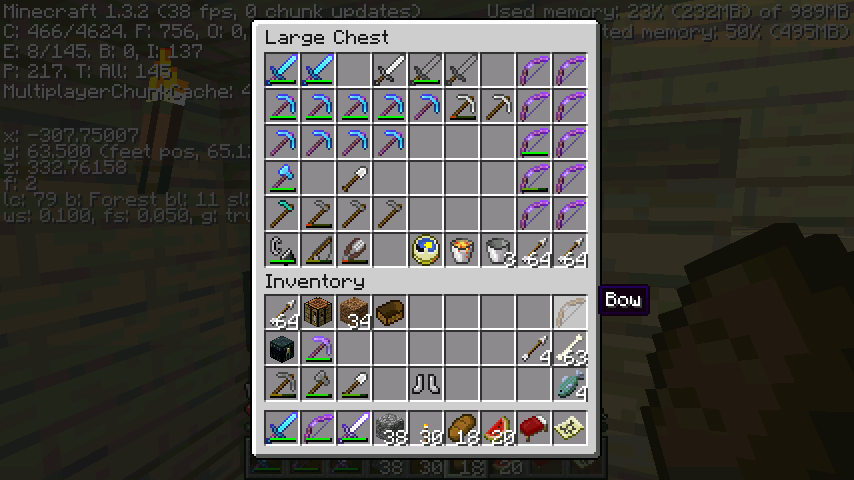 Minecraft 1.3.2 (38 fps, 0 chunk updates)
Used memory: 23% (232MB) of 989MB
C: 466/4624. F: 756, O: 0,
ted memory: 50% (495MB)
E: 8/145. B: 0, I: 137
P: 217. T: All: 145
MultiplayerChunkCache: 4
x: -307.75007
y: 63.500 (feet pos, 65.1
z: 332.76158
f: 2
lc: 79 b: Forest bl: 11 sl:
ws: 0.100, fs: 0.050, g: tru
Large Chest
3 64 64
Inventory
64 34
Bow
4 63
4
38 30 18 20
38 30 18 20